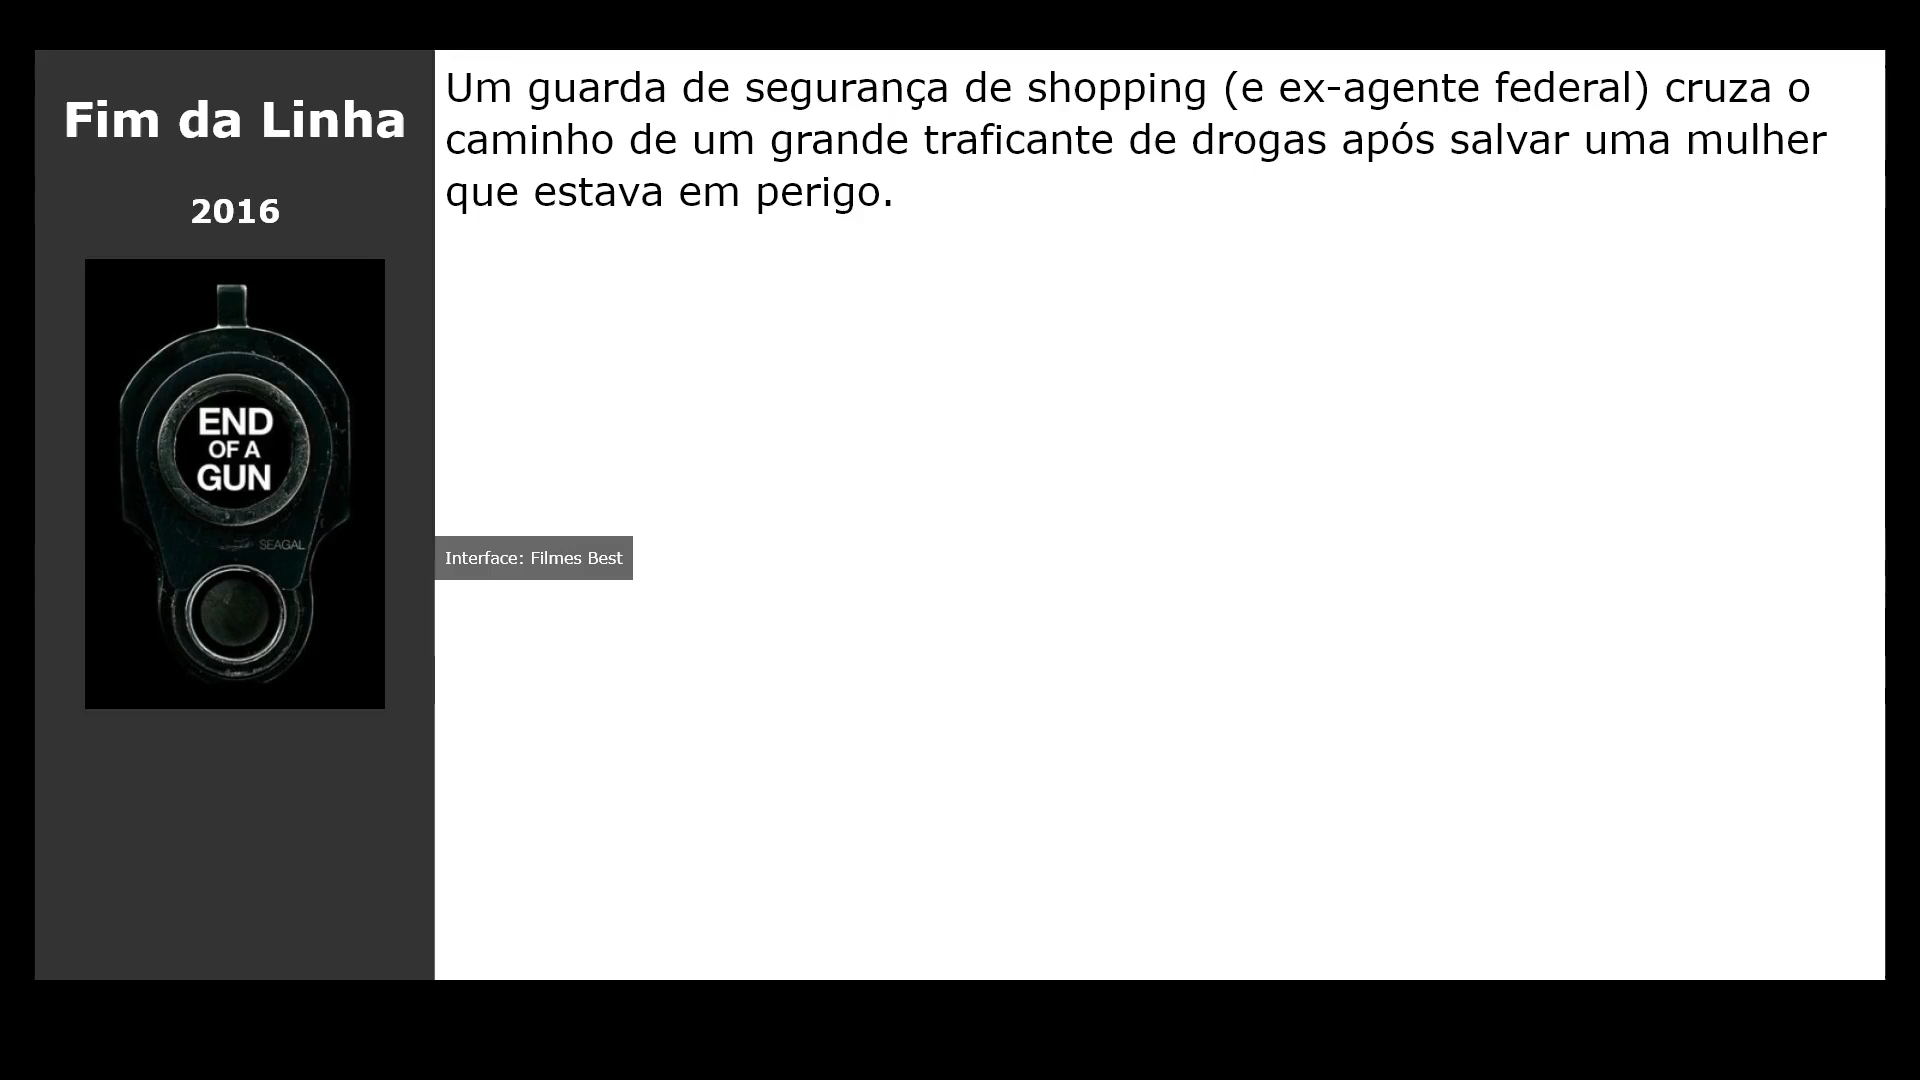 Fim da Linha
2016
END
OF A
GUN
SEAGAL
Um guarda de segurança de shopping (e ex-agente federal) cruza o
caminho de um grande traficante de drogas após salvar uma mulher
que estava em perigo.
Interface: Filmes Best